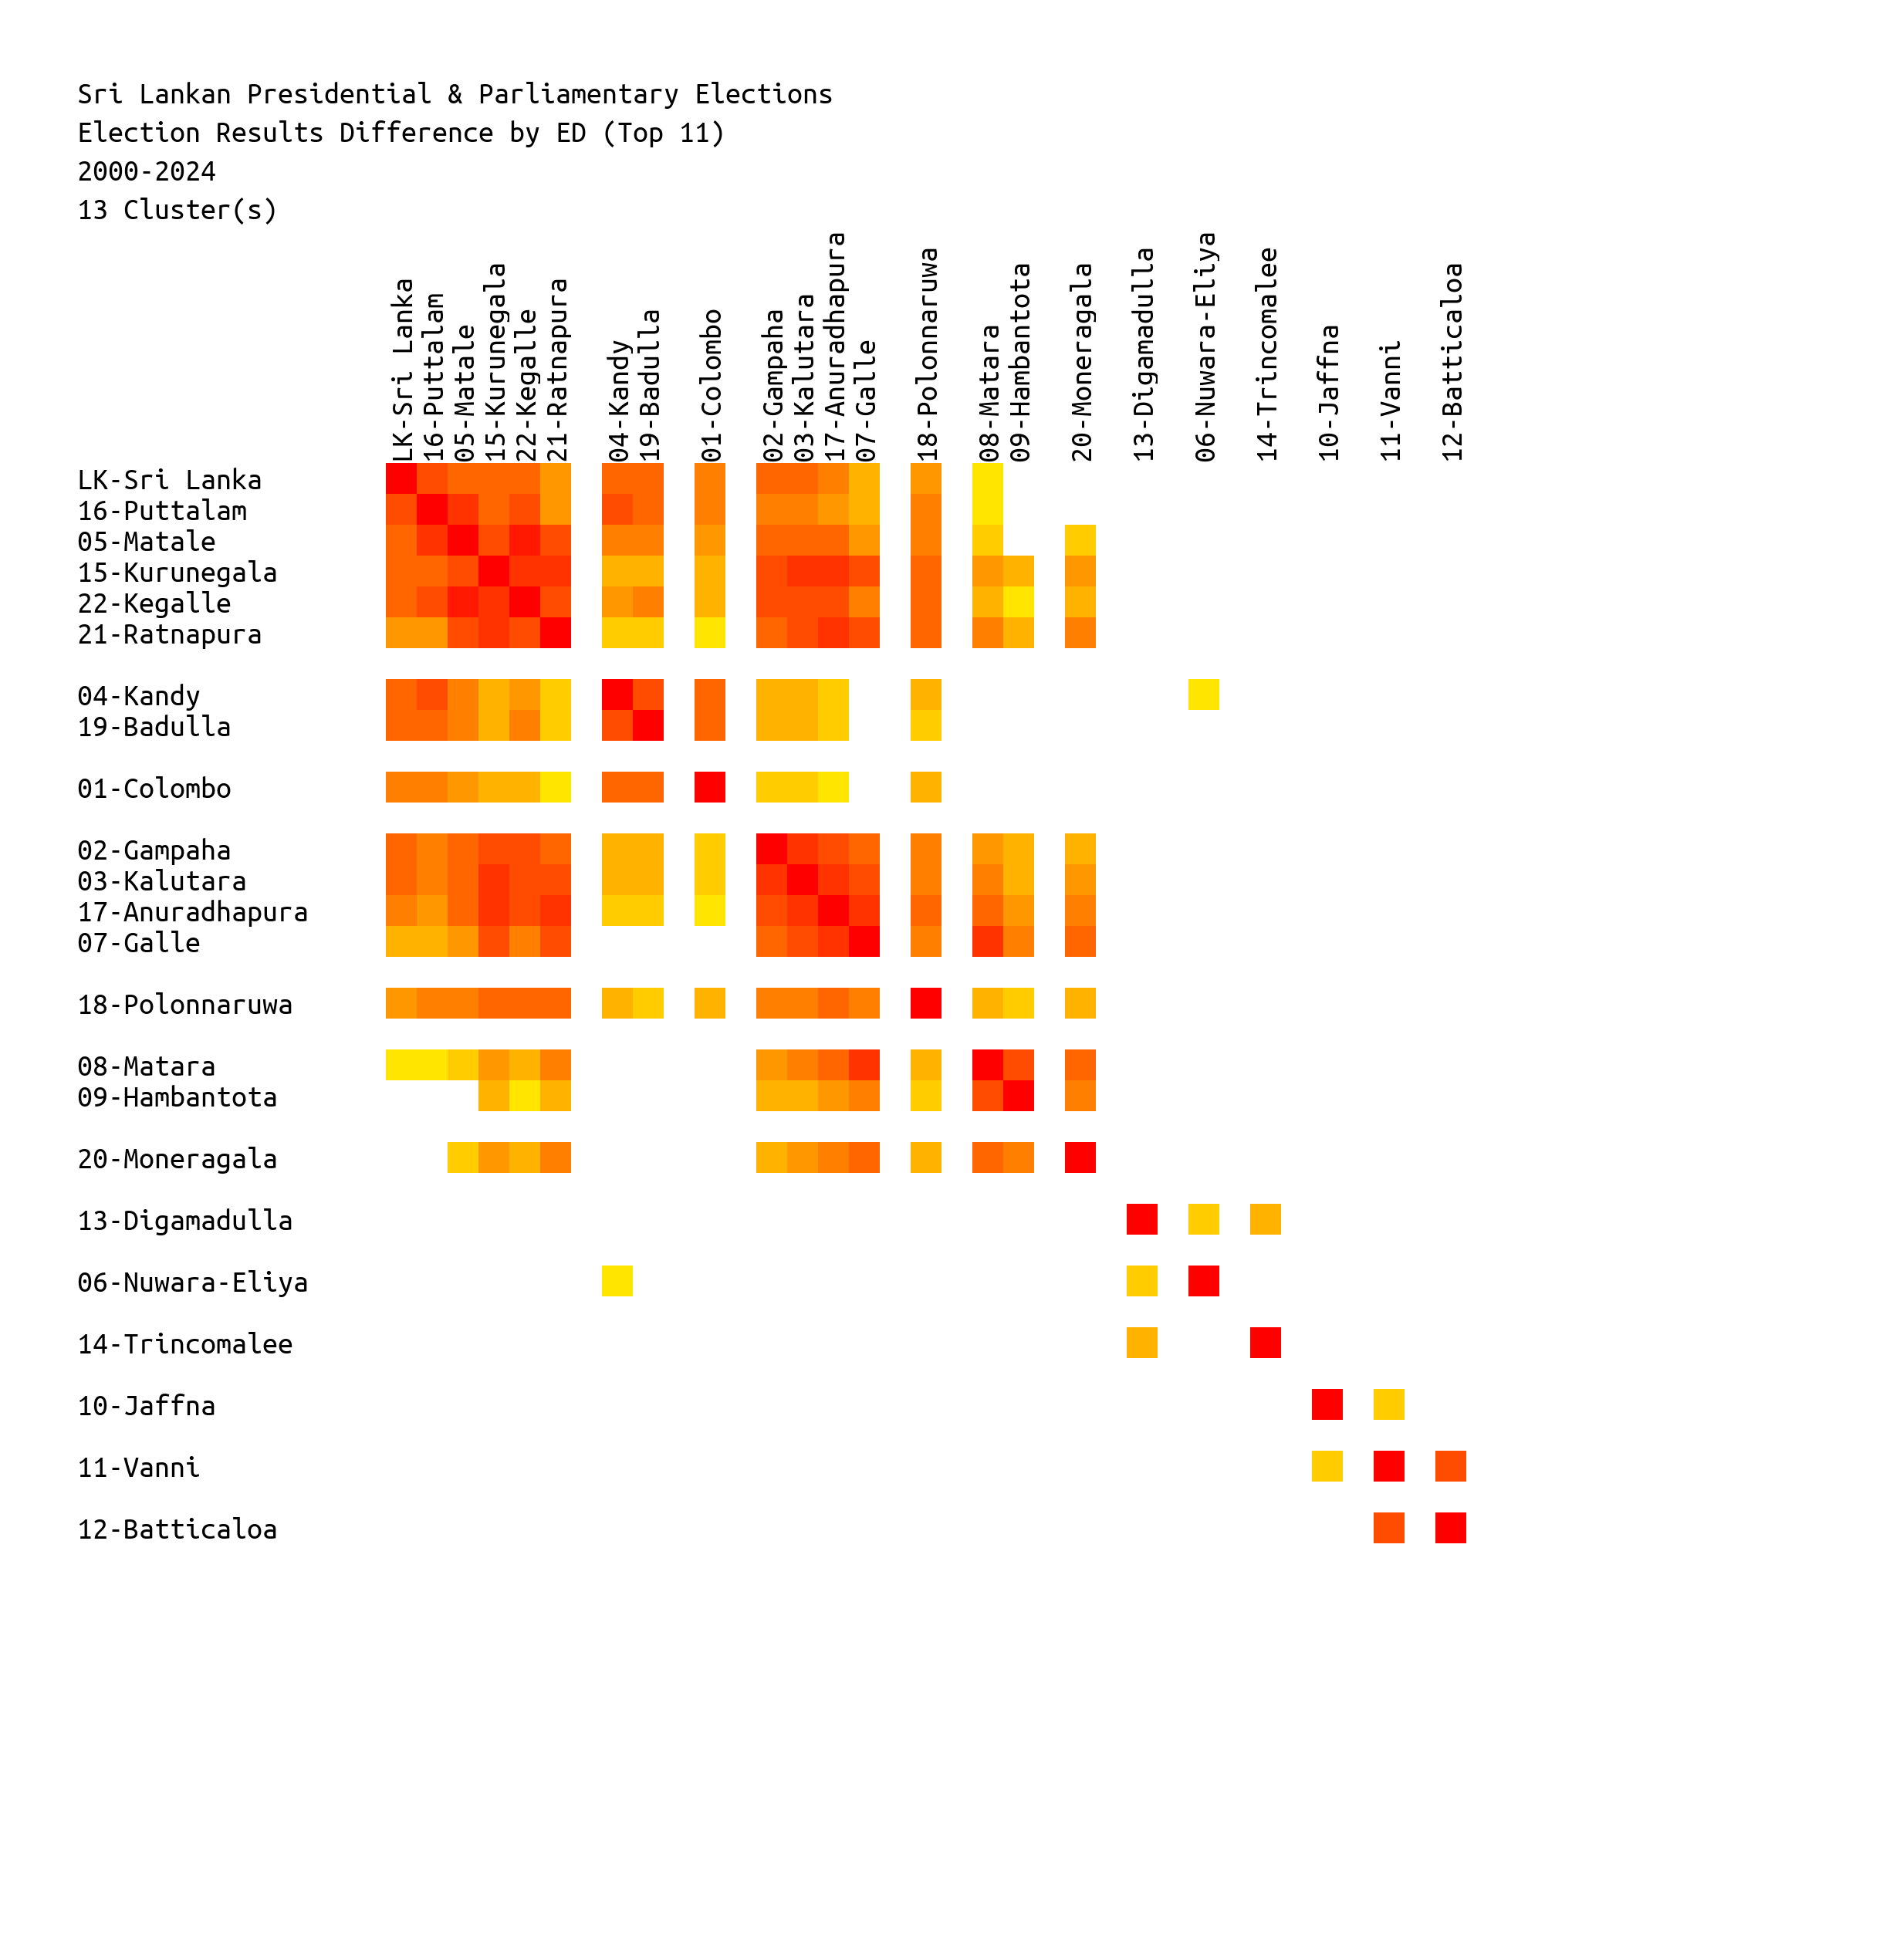 Sri Lankan Presidential & Parliamentary Elections
Election Results Difference by ED (Top 11)
2000-2024
13 Cluster(s)
LK-Sri Lanka
16-Puttalam
05-Matale
15-Kurunegala
22-Kegalle
21-Ratnapura
04-Kandy
19-Badulla
01-Colombo
02-Gampaha
03-Kalutara
17-Anuradhapura
07-Galle
18-Polonnaruwa
08-Matara
09-Hambantota
20-Moneragala
13-Digamadulla
06-Nuwara-Eliya
14-Trincomalee
10-Jaffna
11-Vanni
12-Batticaloa
LK-Sri Lanka
16-Puttalam
05-Matale
15-Kurunegala
22-Kegalle
21-Ratnapura
04-Kandy
19-Badulla
01-Colombo
02-Gampaha
03-Kalutara
17-Anuradhapura
07-Galle
18-Polonnaruwa
08-Matara
09-Hambantota
20-Moneragala
13-Digamadulla
06-Nuwara-Eliya
14-Trincomalee
10-Jaffna
11-Vanni
12-Batticaloa